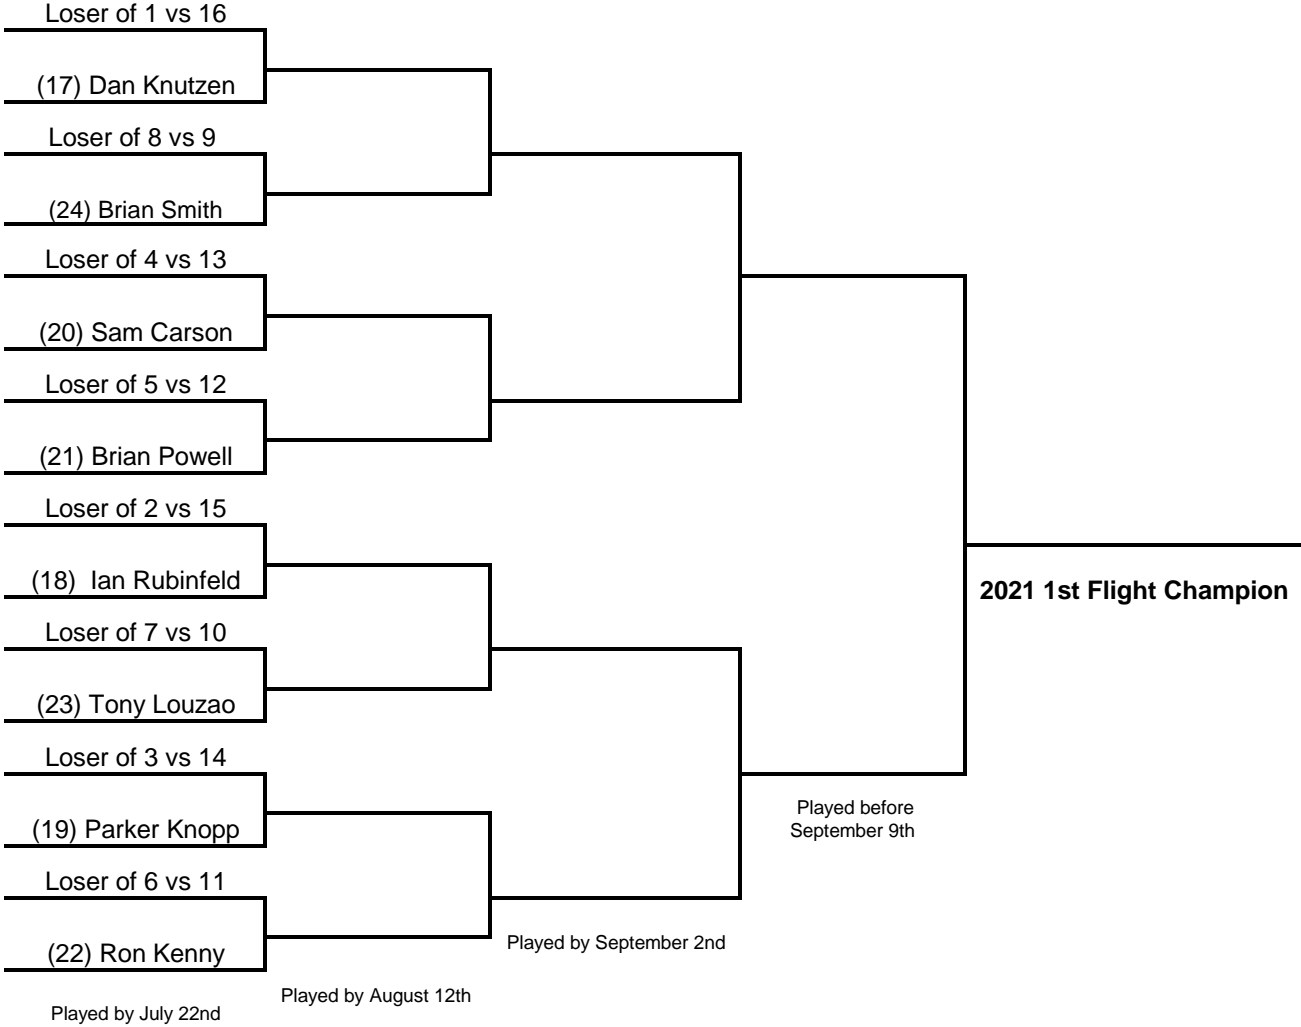 Loser of 1 vs 16
(17) Dan Knutzen
Loser of 8 vs 9
(24) Brian Smith
Loser of 4 vs 13
(20) Sam Carson
Loser of 5 vs 12
(21) Brian Powell
Loser of 2 vs 15
(18)  Ian Rubinfeld
Loser of 7 vs 10
(23) Tony Louzao
Loser of 3 vs 14
(19) Parker Knopp
Loser of 6 vs 11
(22) Ron Kenny
Played by July 22nd
Played by August 12th
Played by September 2nd
Played before
September 9th
2021 1st Flight Champion